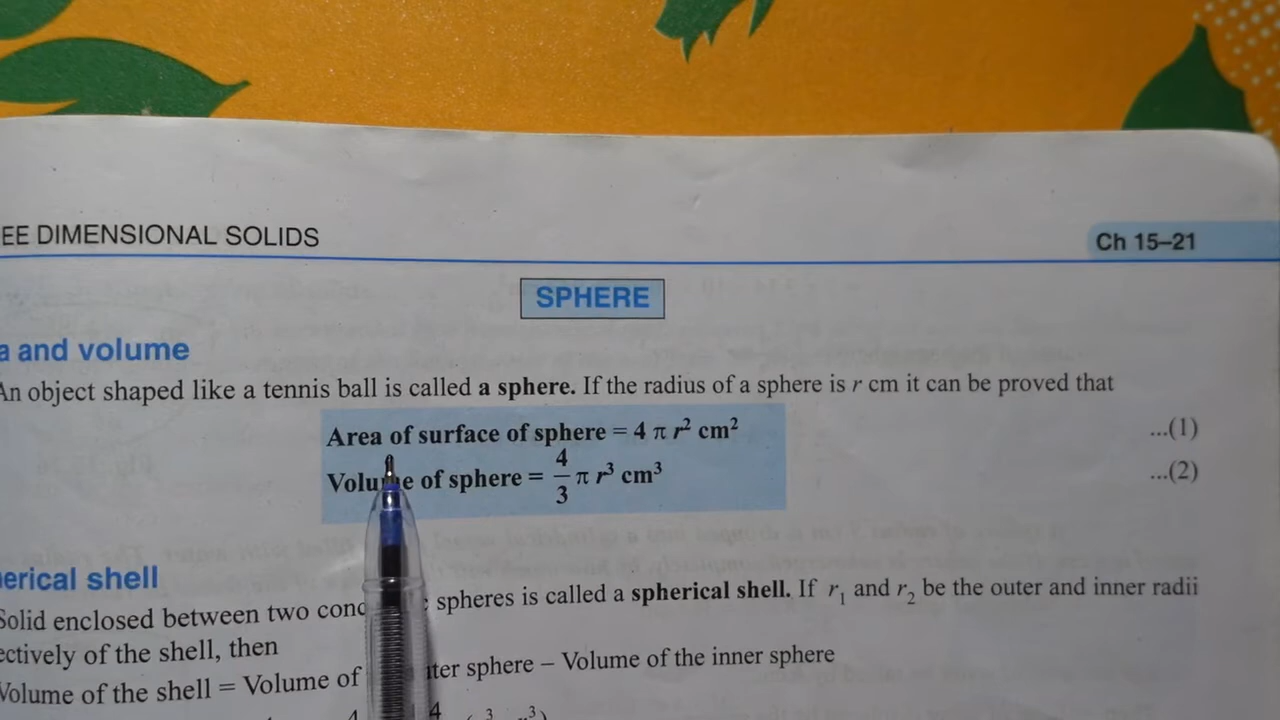 EE DIMENSIONAL SOLIDS
Ch 15–21
SPHERE
a and volume
An object shaped like a tennis ball is called a sphere. If the radius of a sphere is r cm it can be proved that
Area of surface of sphere = 4 π r² cm² ...(1)
Volume of sphere = 4/3 π r³ cm³ ...(2)
erical shell
Solid enclosed between two conc spheres is called a spherical shell. If r₁ and r₂ be the outer and inner radii
ectively of the shell, then
Volume of the shell = Volume of uter sphere – Volume of the inner sphere